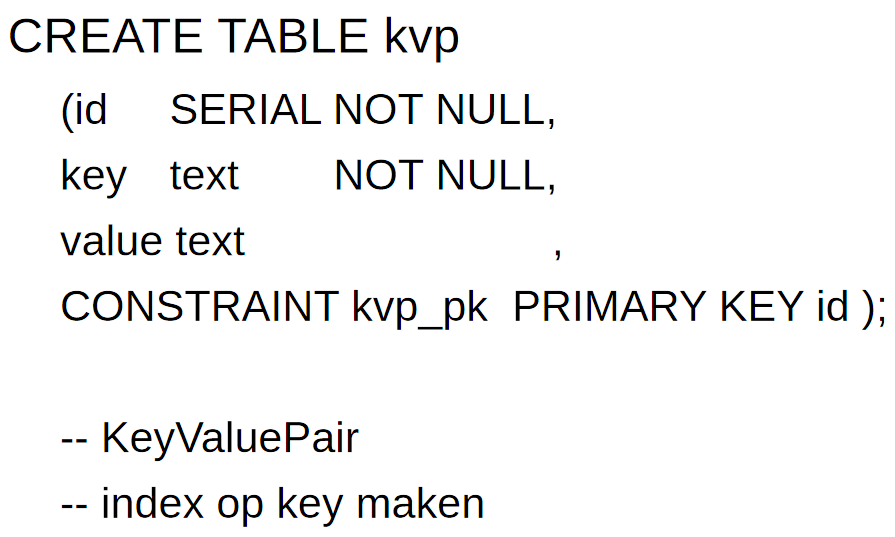 CREATE TABLE kvp
(id SERIAL NOT NULL,
key text NOT NULL,
value text ,
CONSTRAINT kvp_pk PRIMARY KEY id );
-- KeyValuePair
-- index op key maken